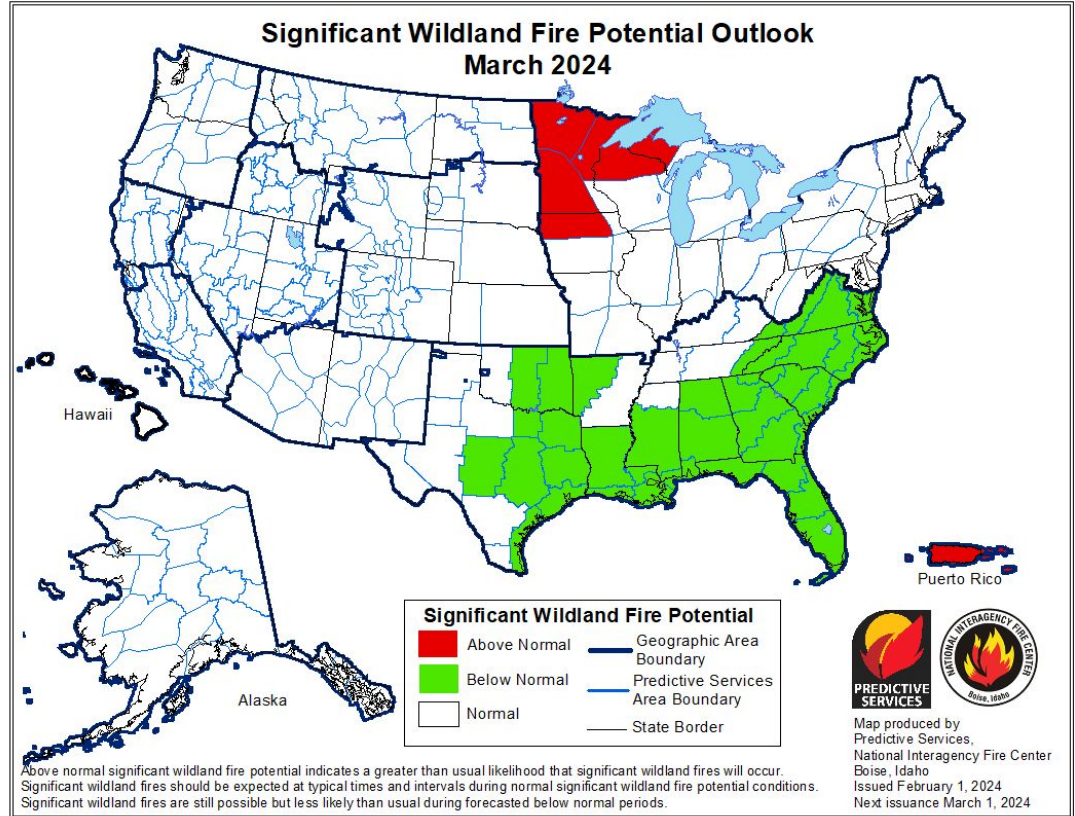 Significant Wildland Fire Potential Outlook
March 2024
Hawaii
Alaska
Puerto Rico
Significant Wildland Fire Potential
Above Normal
Below Normal
Normal
Geographic Area
Boundary
Predictive Services
Area Boundary
State Border
PREDICTIVE
SERVICES
NATIONAL INTERAGENCY FIRE CENTER
Boise, Idaho
Map produced by
Predictive Services,
National Interagency Fire Center
Boise, Idaho
Issued February 1, 2024
Next issuance March 1, 2024
Above normal significant wildland fire potential indicates a greater than usual likelihood that significant wildland fires will occur.
Significant wildland fires should be expected at typical times and intervals during normal significant wildland fire potential conditions.
Significant wildland fires are still possible but less likely than usual during forecasted below normal periods.